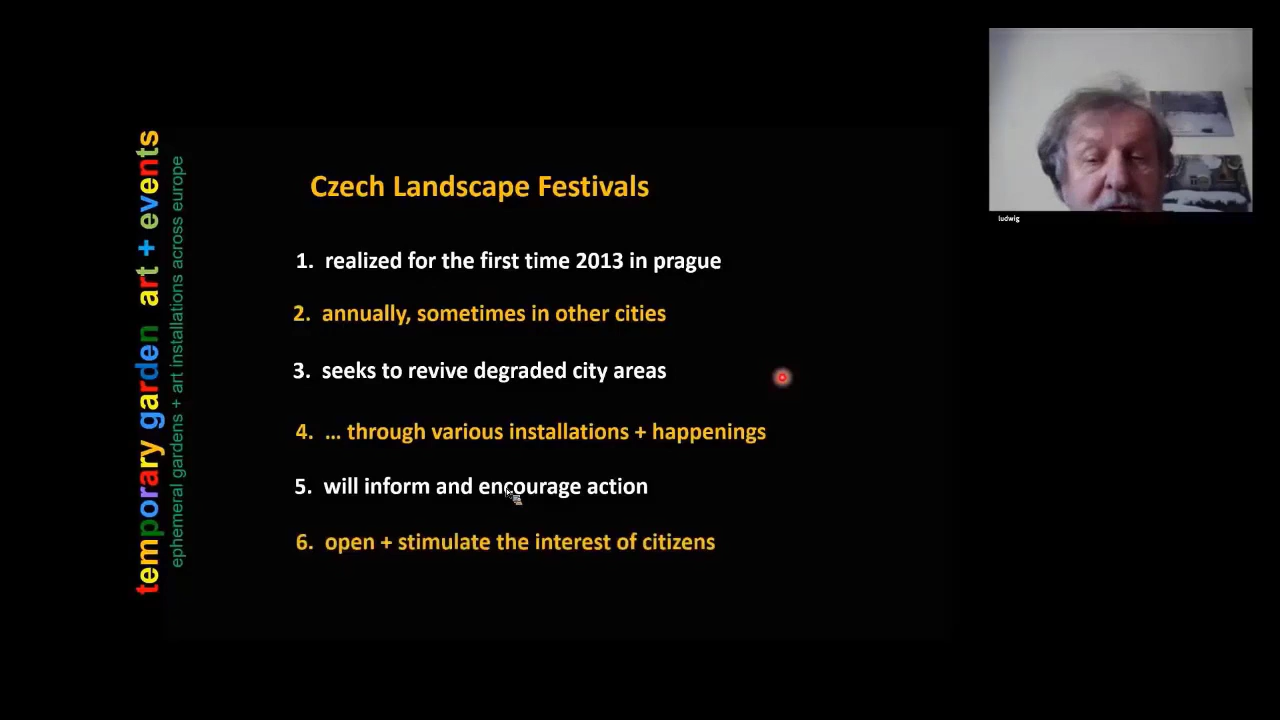 temporary garden art + events
ephemeral gardens + art installations across europe
Czech Landscape Festivals
1. realized for the first time 2013 in prague
2. annually, sometimes in other cities
3. seeks to revive degraded city areas
4. ... through various installations + happenings
5. will inform and encourage action
6. open + stimulate the interest of citizens
ludwig